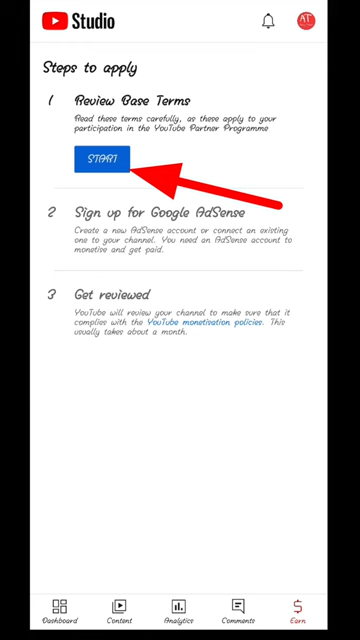 Studio
AT
Steps to apply
1 Review Base Terms
Read these terms carefully, as these apply to your
participation in the YouTube Partner Programme
START
2 Sign up for Google AdSense
Create a new AdSense account or connect an existing
one to your channel. You need an AdSense account to
monetise and get paid.
3 Get reviewed
YouTube will review your channel to make sure that it
complies with the YouTube monetisation policies. This
usually takes about a month.
Dashboard Content Analytics Comments Earn